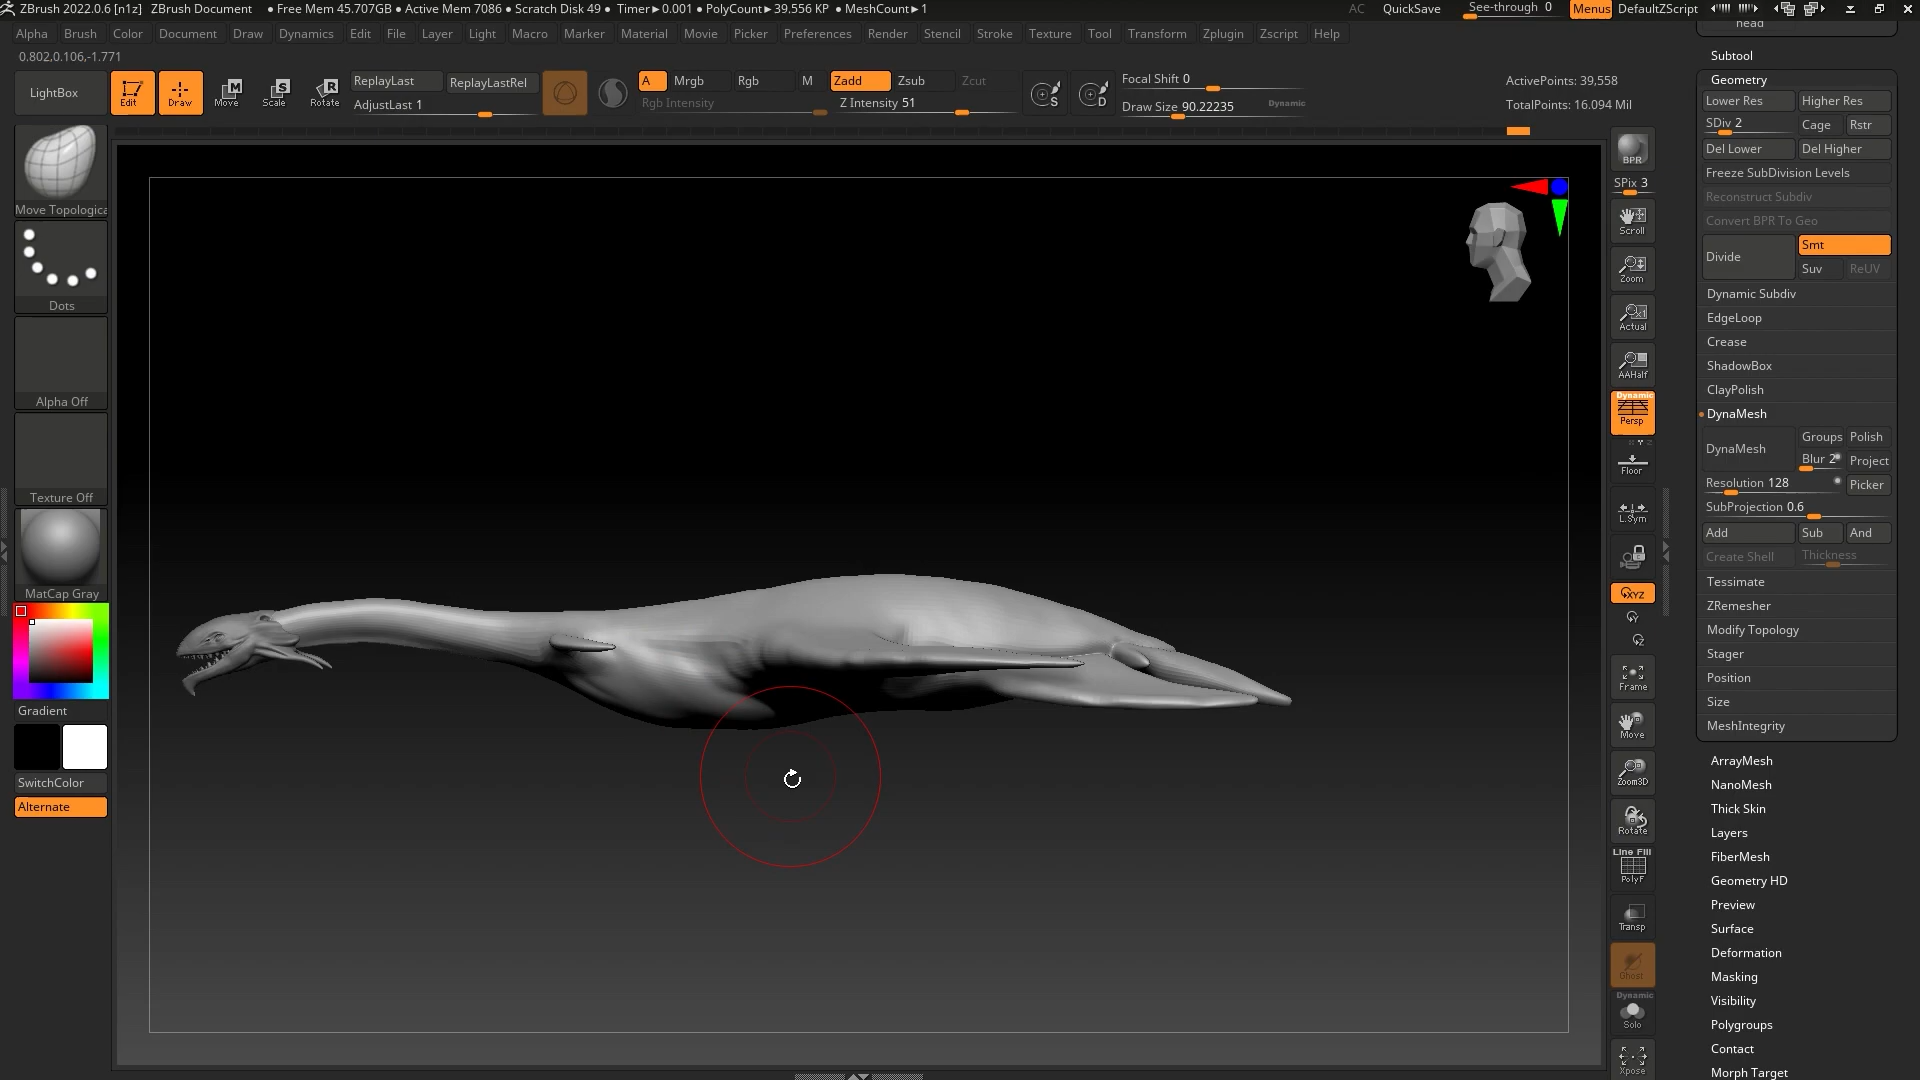 ZBrush 2022.0.6 [n1z] ZBrush Document ● Free Mem 45.707GB ● Active Mem 7086 ● Scratch Disk 49 ● Timer►0.001 ● PolyCount►39.556 KP ● MeshCount►1 AC QuickSave See-through 0 Menus DefaultZScript
Alpha Brush Color Document Draw Dynamics Edit File Layer Light Macro Marker Material Movie Picker Preferences Render Stencil Stroke Texture Tool Transform Zplugin Zscript Help
head
0.802,0.106,-1.771
LightBox
Edit
Draw
Move
Scale
Rotate
ReplayLast
ReplayLastRel
AdjustLast 1
A Mrgb Rgb M
Rgb Intensity
Zadd Zsub Zcut
Z Intensity 51
S
D
Focal Shift 0
Draw Size 90.22235 Dynamic
ActivePoints: 39,558
TotalPoints: 16.094 Mil
Move Topologica
Dots
Alpha Off
Texture Off
MatCap Gray
Gradient
SwitchColor
Alternate
BPR
SPix 3
Scroll
Zoom
Actual
AAHalf
Dynamic
Persp
Floor
L.Sym
XYZ
Frame
Move
Zoom3D
Rotate
Line Fill
PolyF
Transp
Ghost
Dynamic
Solo
Xpose
Subtool
Geometry
Lower Res Higher Res
SDiv 2 Cage Rstr
Del Lower Del Higher
Freeze SubDivision Levels
Reconstruct Subdiv
Convert BPR To Geo
Divide Smt
Suv ReUV
Dynamic Subdiv
EdgeLoop
Crease
ShadowBox
ClayPolish
DynaMesh
DynaMesh Groups Polish
Blur 2 Project
Resolution 128 Picker
SubProjection 0.6
Add Sub And
Create Shell Thickness
Tessimate
ZRemesher
Modify Topology
Stager
Position
Size
MeshIntegrity
ArrayMesh
NanoMesh
Thick Skin
Layers
FiberMesh
Geometry HD
Preview
Surface
Deformation
Masking
Visibility
Polygroups
Contact
Morph Target